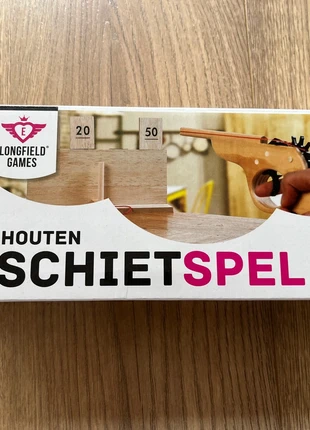 E
LONGFIELD®
GAMES
20
50
HOUTEN
SCHIETSPEL